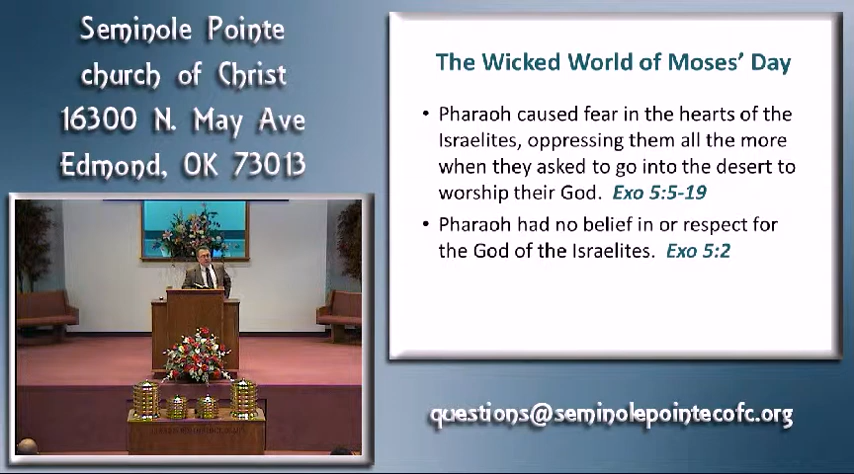 Seminole Pointe
church of Christ
16300 N. May Ave
Edmond, OK 73013
The Wicked World of Moses' Day
• Pharaoh caused fear in the hearts of the
Israelites, oppressing them all the more
when they asked to go into the desert to
worship their God. Exo 5:5-19
• Pharaoh had no belief in or respect for
the God of the Israelites. Exo 5:2
questions@seminolepointecofc.org